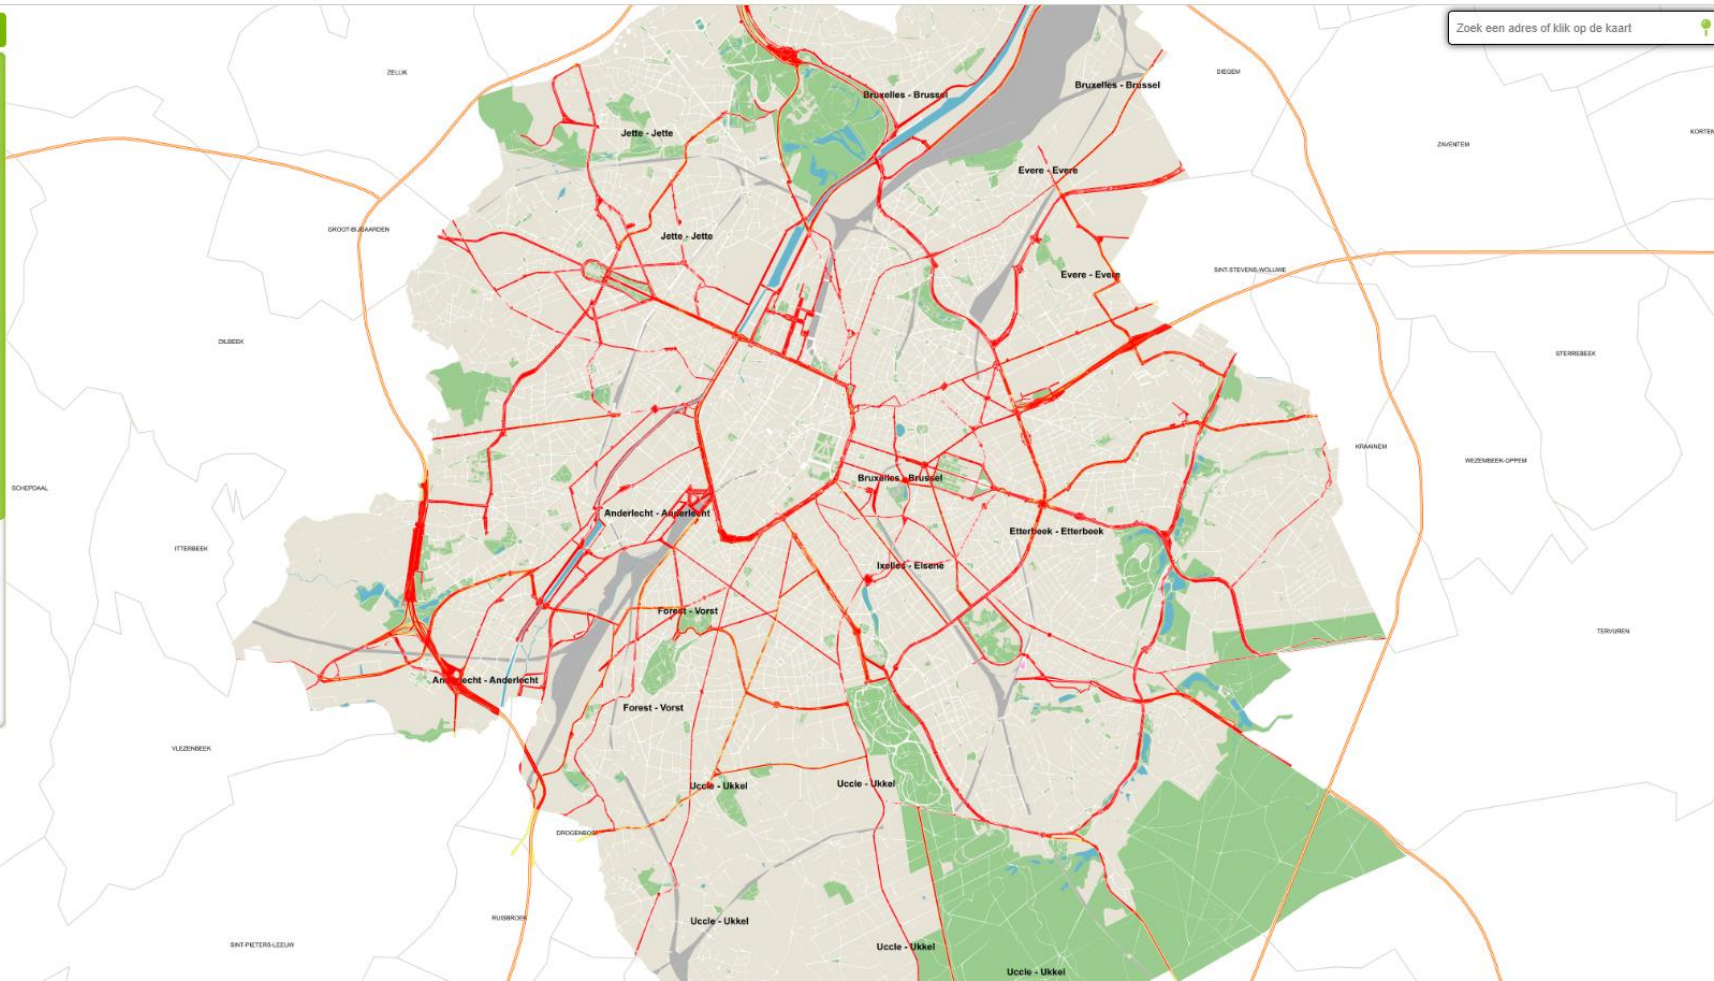 Zoek een adres of klik op de kaart
ZELLIK
DIEGEM
Bruxelles - Brussel
Bruxelles - Brussel
Jette - Jette
ZAVENTEM
Evere - Evere
GROOT-BIJGAARDEN
Jette - Jette
SINT-STEVENS-WOLUWE
Evere - Evere
DILBEEK
STERREBEEK
KRAAINEM
WEZEMBEEK-OPPEM
SCHEPDAAL
Bruxelles - Brussel
Anderlecht - Anderlecht
Etterbeek - Etterbeek
ITTERBEEK
Ixelles - Elsene
Forest - Vorst
TERVUREN
Anderlecht - Anderlecht
Forest - Vorst
VLEZENBEEK
Uccle - Ukkel
Uccle - Ukkel
RUISBROEK
Uccle - Ukkel
SINT-PIETERS-LEEUW
Uccle - Ukkel
Uccle - Ukkel